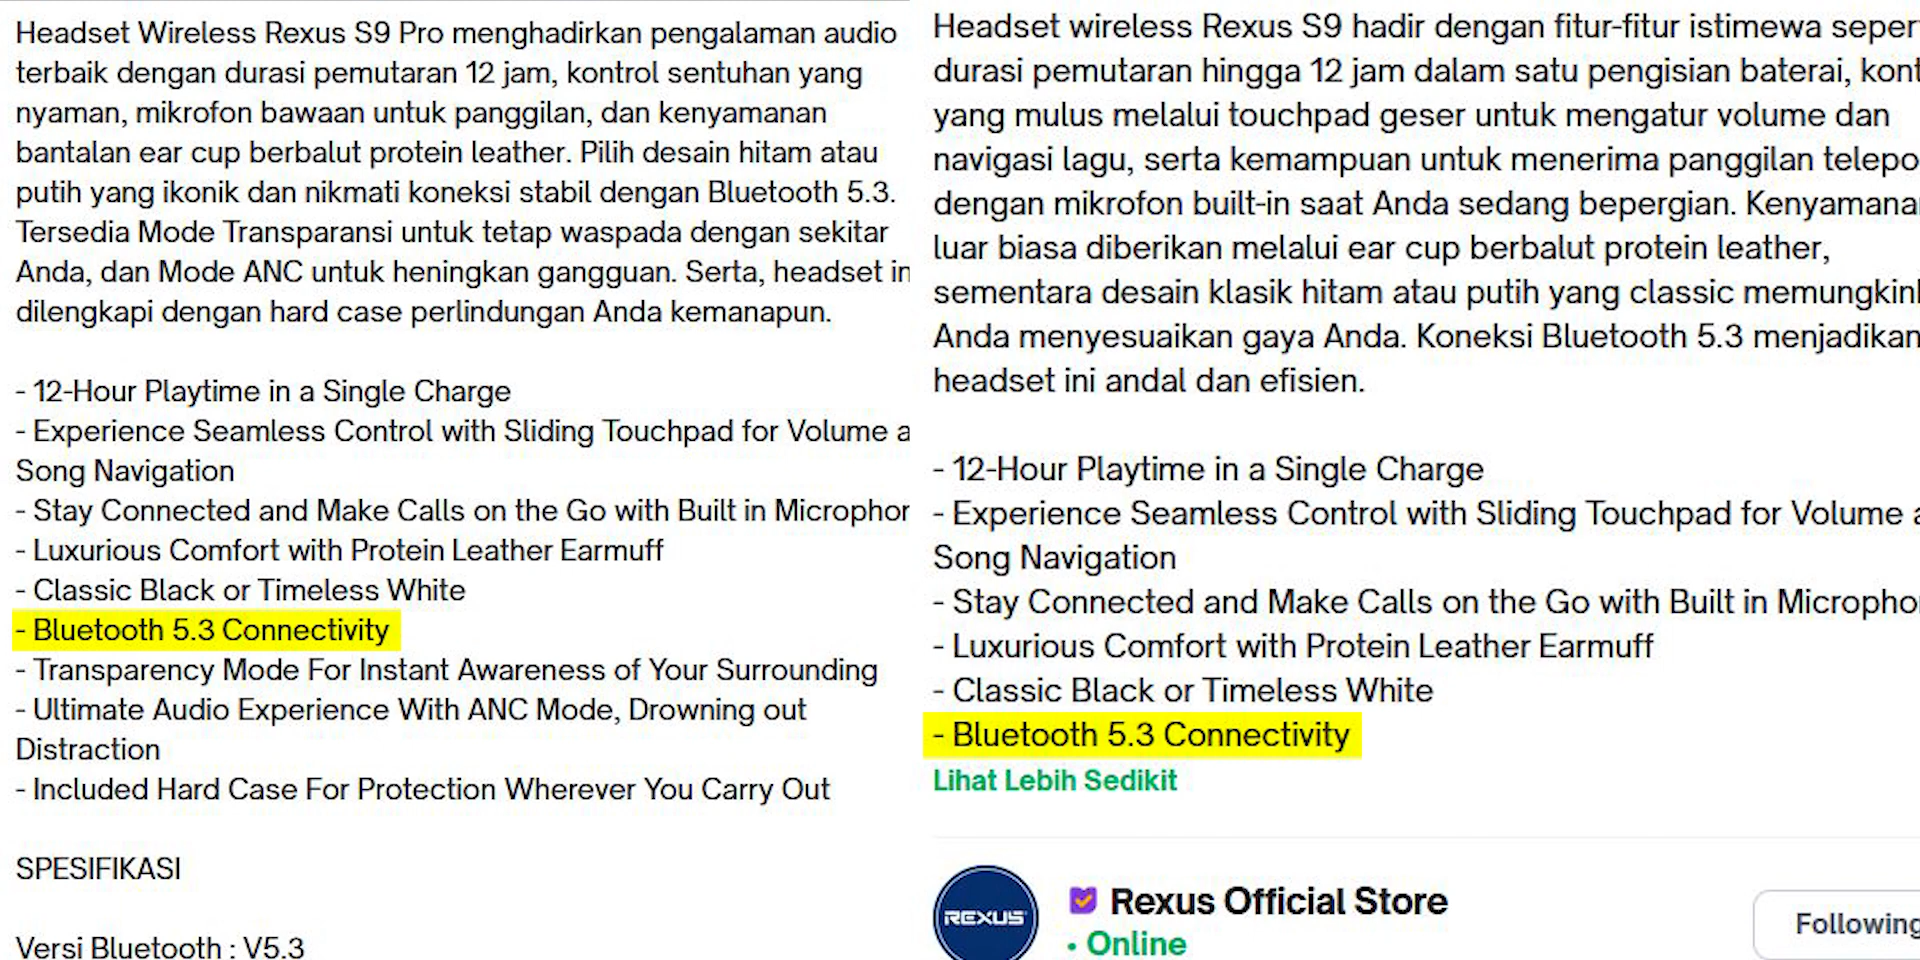 Headset Wireless Rexus S9 Pro menghadirkan pengalaman audio
terbaik dengan durasi pemutaran 12 jam, kontrol sentuhan yang
nyaman, mikrofon bawaan untuk panggilan, dan kenyamanan
bantalan ear cup berbalut protein leather. Pilih desain hitam atau
putih yang ikonik dan nikmati koneksi stabil dengan Bluetooth 5.3.
Tersedia Mode Transparansi untuk tetap waspada dengan sekitar
Anda, dan Mode ANC untuk heningkan gangguan. Serta, headset in
dilengkapi dengan hard case perlindungan Anda kemanapun.
- 12-Hour Playtime in a Single Charge
- Experience Seamless Control with Sliding Touchpad for Volume a
Song Navigation
- Stay Connected and Make Calls on the Go with Built in Microphor
- Luxurious Comfort with Protein Leather Earmuff
- Classic Black or Timeless White
- Bluetooth 5.3 Connectivity
- Transparency Mode For Instant Awareness of Your Surrounding
- Ultimate Audio Experience With ANC Mode, Drowning out
Distraction
- Included Hard Case For Protection Wherever You Carry Out
SPESIFIKASI
Versi Bluetooth : V5.3
Headset wireless Rexus S9 hadir dengan fitur-fitur istimewa seper
durasi pemutaran hingga 12 jam dalam satu pengisian baterai, kont
yang mulus melalui touchpad geser untuk mengatur volume dan
navigasi lagu, serta kemampuan untuk menerima panggilan telepo
dengan mikrofon built-in saat Anda sedang bepergian. Kenyamana
luar biasa diberikan melalui ear cup berbalut protein leather,
sementara desain klasik hitam atau putih yang classic memungkin
Anda menyesuaikan gaya Anda. Koneksi Bluetooth 5.3 menjadikan
headset ini andal dan efisien.
- 12-Hour Playtime in a Single Charge
- Experience Seamless Control with Sliding Touchpad for Volume a
Song Navigation
- Stay Connected and Make Calls on the Go with Built in Micropho
- Luxurious Comfort with Protein Leather Earmuff
- Classic Black or Timeless White
- Bluetooth 5.3 Connectivity
Lihat Lebih Sedikit
REXUS
Rexus Official Store
• Online
Following